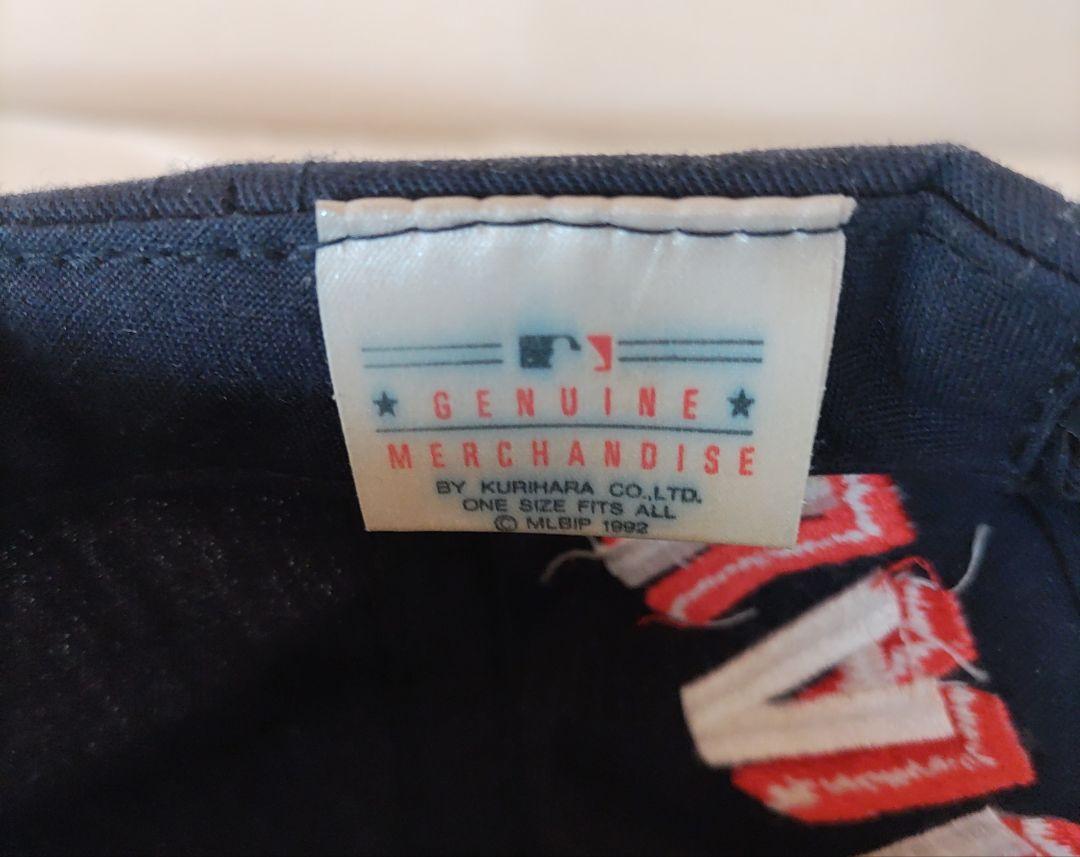 GENUINE
MERCHANDISE
BY KURIHARA CO.,LTD.
ONE SIZE FITS ALL
© MLBIP 1992